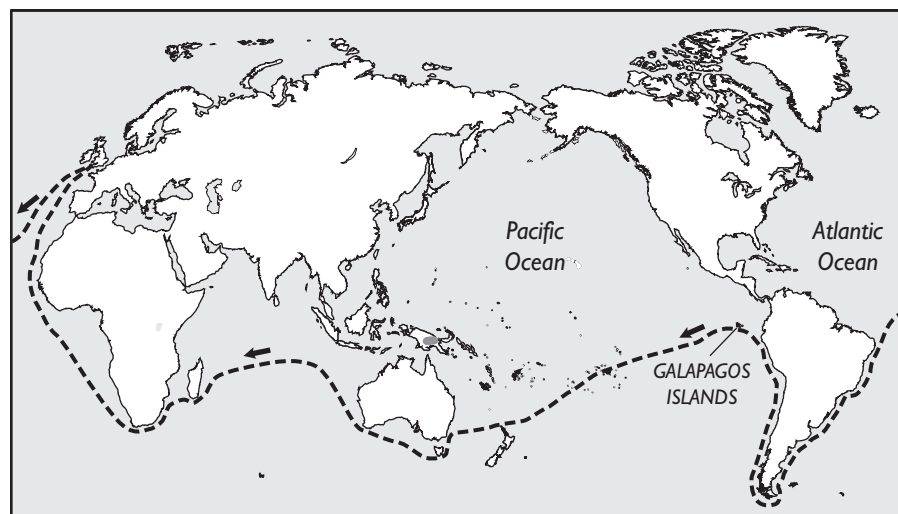 Pacific
Ocean
Atlantic
Ocean
GALAPAGOS
ISLANDS